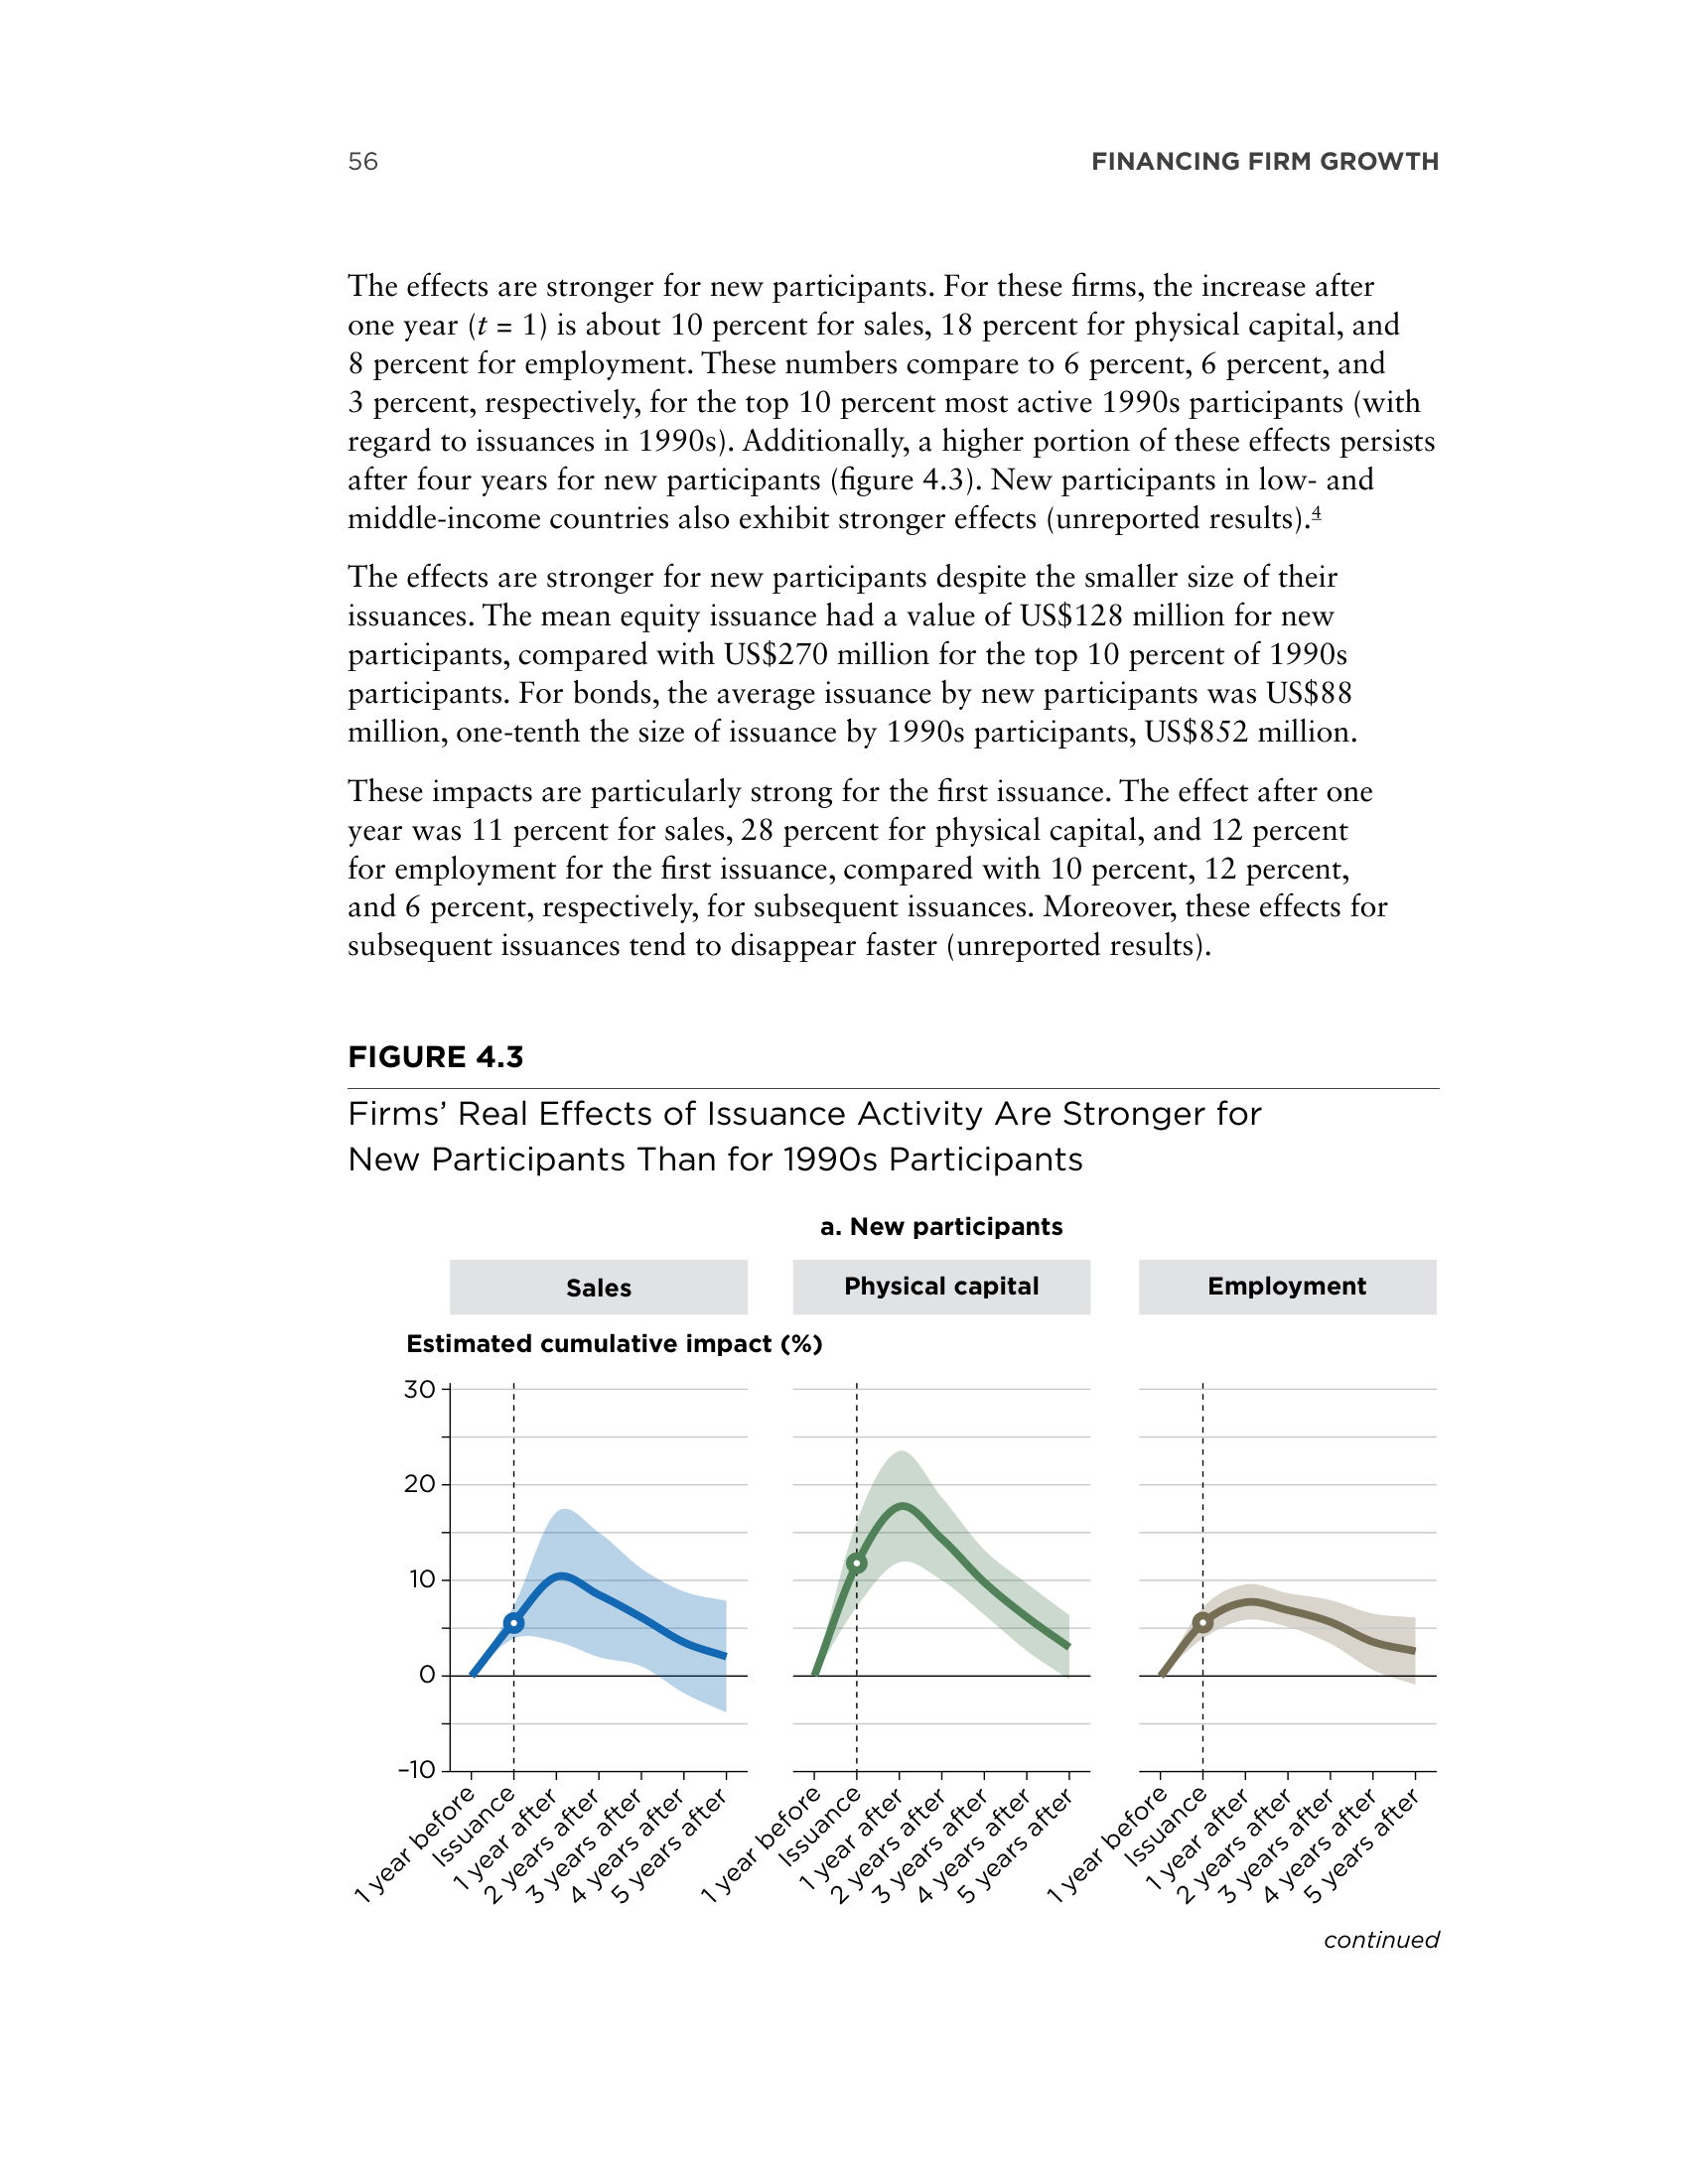 56
FINANCING FIRM GROWTH
The effects are stronger for new participants. For these firms, the increase after
one year (t = 1) is about 10 percent for sales, 18 percent for physical capital, and
8 percent for employment. These numbers compare to 6 percent, 6 percent, and
3 percent, respectively, for the top 10 percent most active 1990s participants (with
regard to issuances in 1990s). Additionally, a higher portion of these effects persists
after four years for new participants (figure 4.3). New participants in low- and
middle-income countries also exhibit stronger effects (unreported results).4
The effects are stronger for new participants despite the smaller size of their
issuances. The mean equity issuance had a value of US$128 million for new
participants, compared with US$270 million for the top 10 percent of 1990s
participants. For bonds, the average issuance by new participants was US$88
million, one-tenth the size of issuance by 1990s participants, US$852 million.
These impacts are particularly strong for the first issuance. The effect after one
year was 11 percent for sales, 28 percent for physical capital, and 12 percent
for employment for the first issuance, compared with 10 percent, 12 percent,
and 6 percent, respectively, for subsequent issuances. Moreover, these effects for
subsequent issuances tend to disappear faster (unreported results).
FIGURE 4.3
Firms’ Real Effects of Issuance Activity Are Stronger for
New Participants Than for 1990s Participants
a. New participants
Sales
Physical capital
Employment
Estimated cumulative impact (%)
30
20
10
0
–10
1 year before
Issuance
1 year after
2 years after
3 years after
4 years after
5 years after
1 year before
Issuance
1 year after
2 years after
3 years after
4 years after
5 years after
1 year before
Issuance
1 year after
2 years after
3 years after
4 years after
5 years after
continued